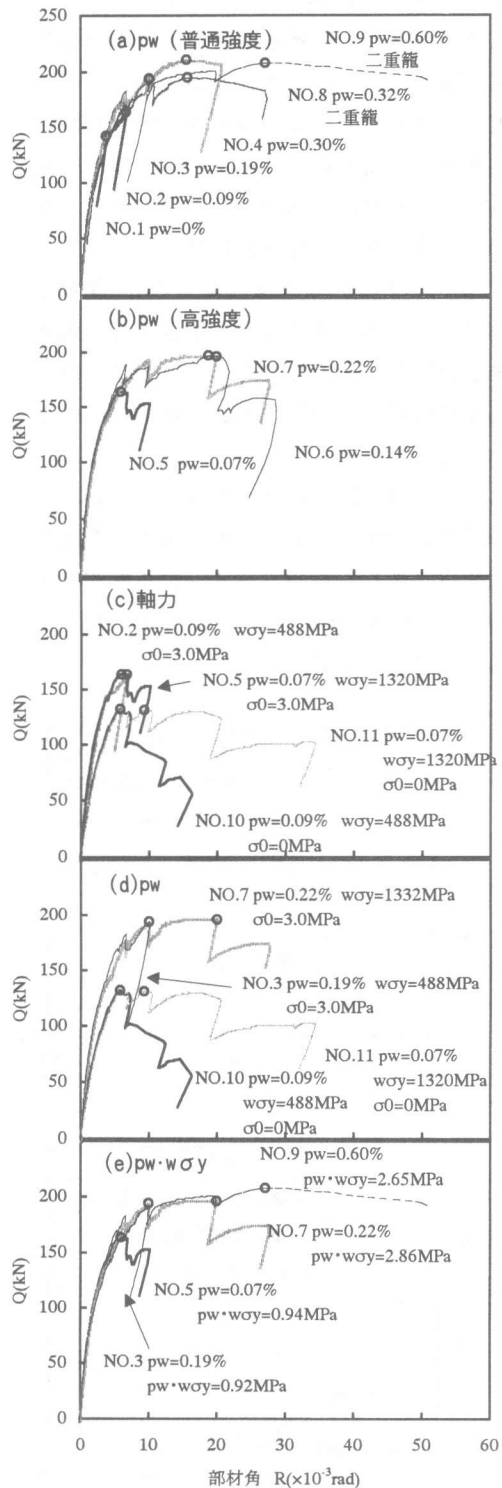 (a)pw（普通強度）
NO.9 pw=0.60%
二重籠
NO.8 pw=0.32%
二重籠
NO.4 pw=0.30%
NO.3 pw=0.19%
NO.2 pw=0.09%
NO.1 pw=0%
Q(kN)
250
200
150
100
50
0
(b)pw（高強度）
NO.7 pw=0.22%
NO.5 pw=0.07%
NO.6 pw=0.14%
Q(kN)
200
150
100
50
0
(c)軸力
NO.2 pw=0.09% wσy=488MPa
σ0=3.0MPa
NO.5 pw=0.07% wσy=1320MPa
σ0=3.0MPa
NO.11 pw=0.07%
wσy=1320MPa
σ0=0MPa
NO.10 pw=0.09% wσy=488MPa
σ0=0MPa
Q(kN)
200
150
100
50
0
(d)pw
NO.7 pw=0.22% wσy=1332MPa
σ0=3.0MPa
NO.3 pw=0.19% wσy=488MPa
σ0=3.0MPa
NO.11 pw=0.07%
wσy=1320MPa
σ0=0MPa
NO.10 pw=0.09%
wσy=488MPa
σ0=0MPa
Q(kN)
200
150
100
50
0
(e)pw·wσy
NO.9 pw=0.60%
pw·wσy=2.65MPa
NO.7 pw=0.22%
pw·wσy=2.86MPa
NO.5 pw=0.07%
pw·wσy=0.94MPa
NO.3 pw=0.19%
pw·wσy=0.92MPa
Q(kN)
200
150
100
50
0
0 10 20 30 40 50 60
部材角 R(×10⁻³rad)